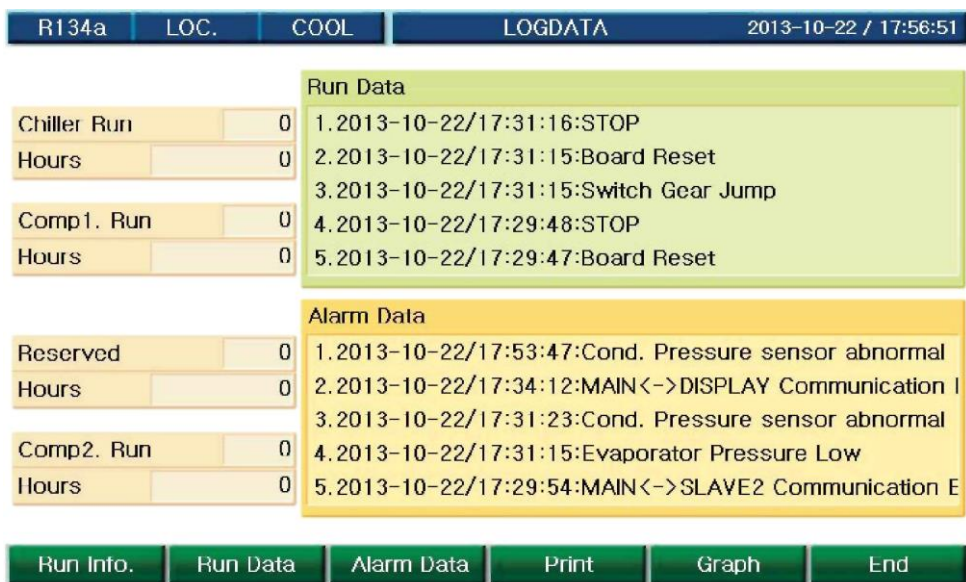 R134a LOC. COOL LOGDATA 2013-10-22 / 17:56:51
Run Data
Chiller Run 0
Hours 0
Comp1. Run 0
Hours 0
1.2013-10-22/17:31:16:STOP
2.2013-10-22/17:31:15:Board Reset
3.2013-10-22/17:31:15:Switch Gear Jump
4.2013-10-22/17:29:48:STOP
5.2013-10-22/17:29:47:Board Reset
Alarm Data
Reserved 0
Hours 0
Comp2. Run 0
Hours 0
1.2013-10-22/17:53:47:Cond. Pressure sensor abnormal
2.2013-10-22/17:34:12:MAIN<->DISPLAY Communication
3.2013-10-22/17:31:23:Cond. Pressure sensor abnormal
4.2013-10-22/17:31:15:Evaporator Pressure Low
5.2013-10-22/17:29:54:MAIN<->SLAVE2 Communication E
Run Info. Run Data Alarm Data Print Graph End